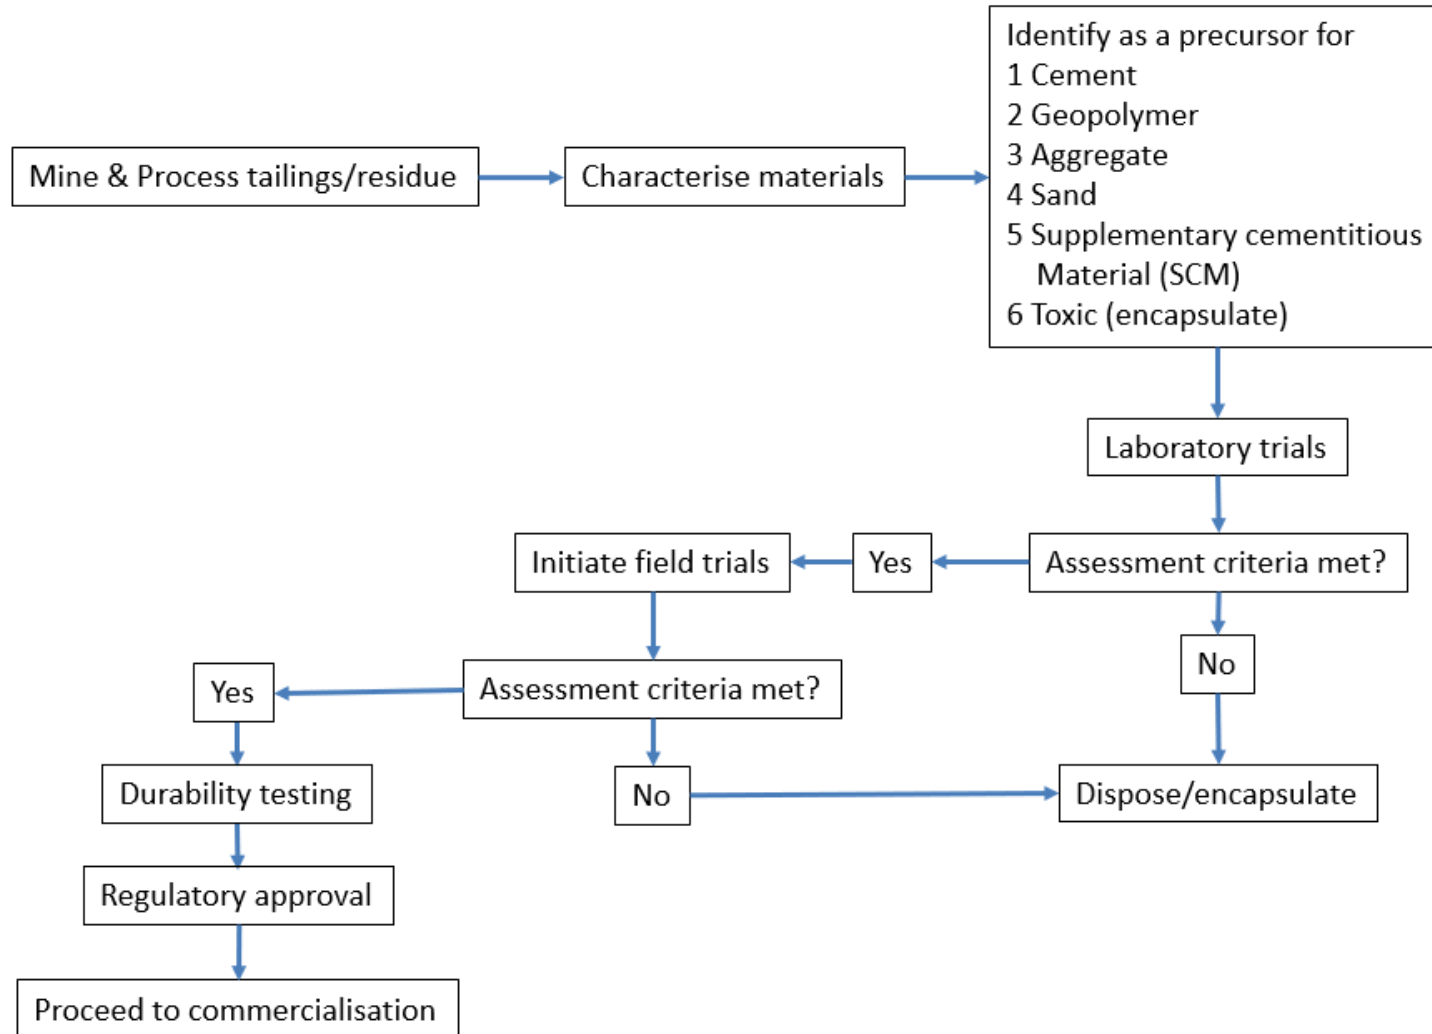 Mine & Process tailings/residue
Characterise materials
Identify as a precursor for
1 Cement
2 Geopolymer
3 Aggregate
4 Sand
5 Supplementary cementitious
Material (SCM)
6 Toxic (encapsulate)
Laboratory trials
Assessment criteria met?
Yes
Initiate field trials
No
Assessment criteria met?
Yes
No
Dispose/encapsulate
Durability testing
Regulatory approval
Proceed to commercialisation